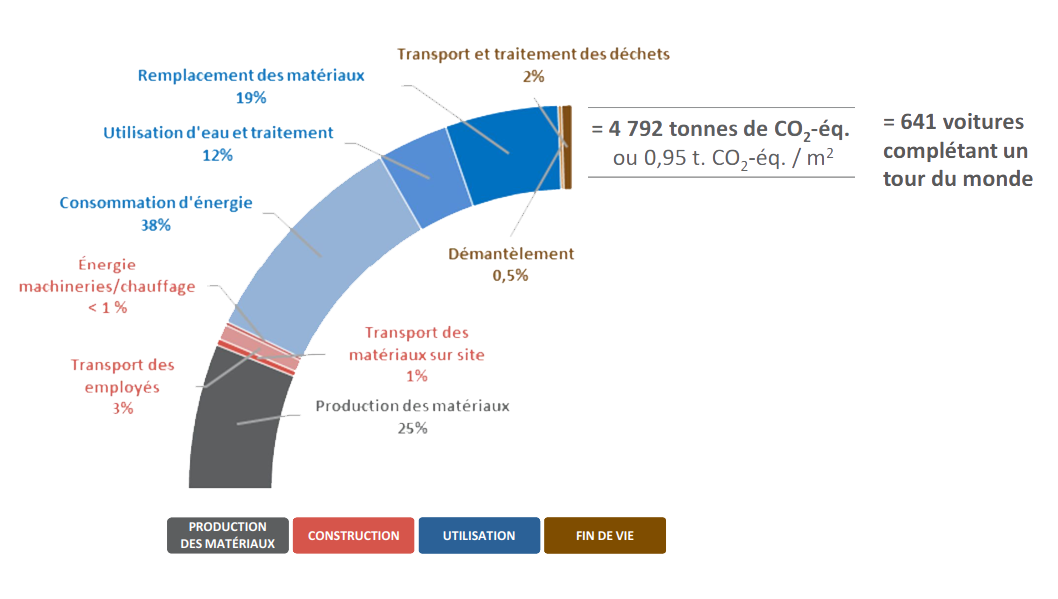 Transport et traitement des déchets
2%
Remplacement des matériaux
19%
Utilisation d'eau et traitement
12%
= 4 792 tonnes de CO₂-éq.
ou 0,95 t. CO₂-éq. / m²
= 641 voitures
complétant un
tour du monde
Consommation d'énergie
38%
Démantèlement
0,5%
Énergie
machineries/chauffage
< 1 %
Transport des
matériaux sur site
1%
Transport des
employés
3%
Production des matériaux
25%
PRODUCTION
DES MATÉRIAUX
CONSTRUCTION
UTILISATION
FIN DE VIE